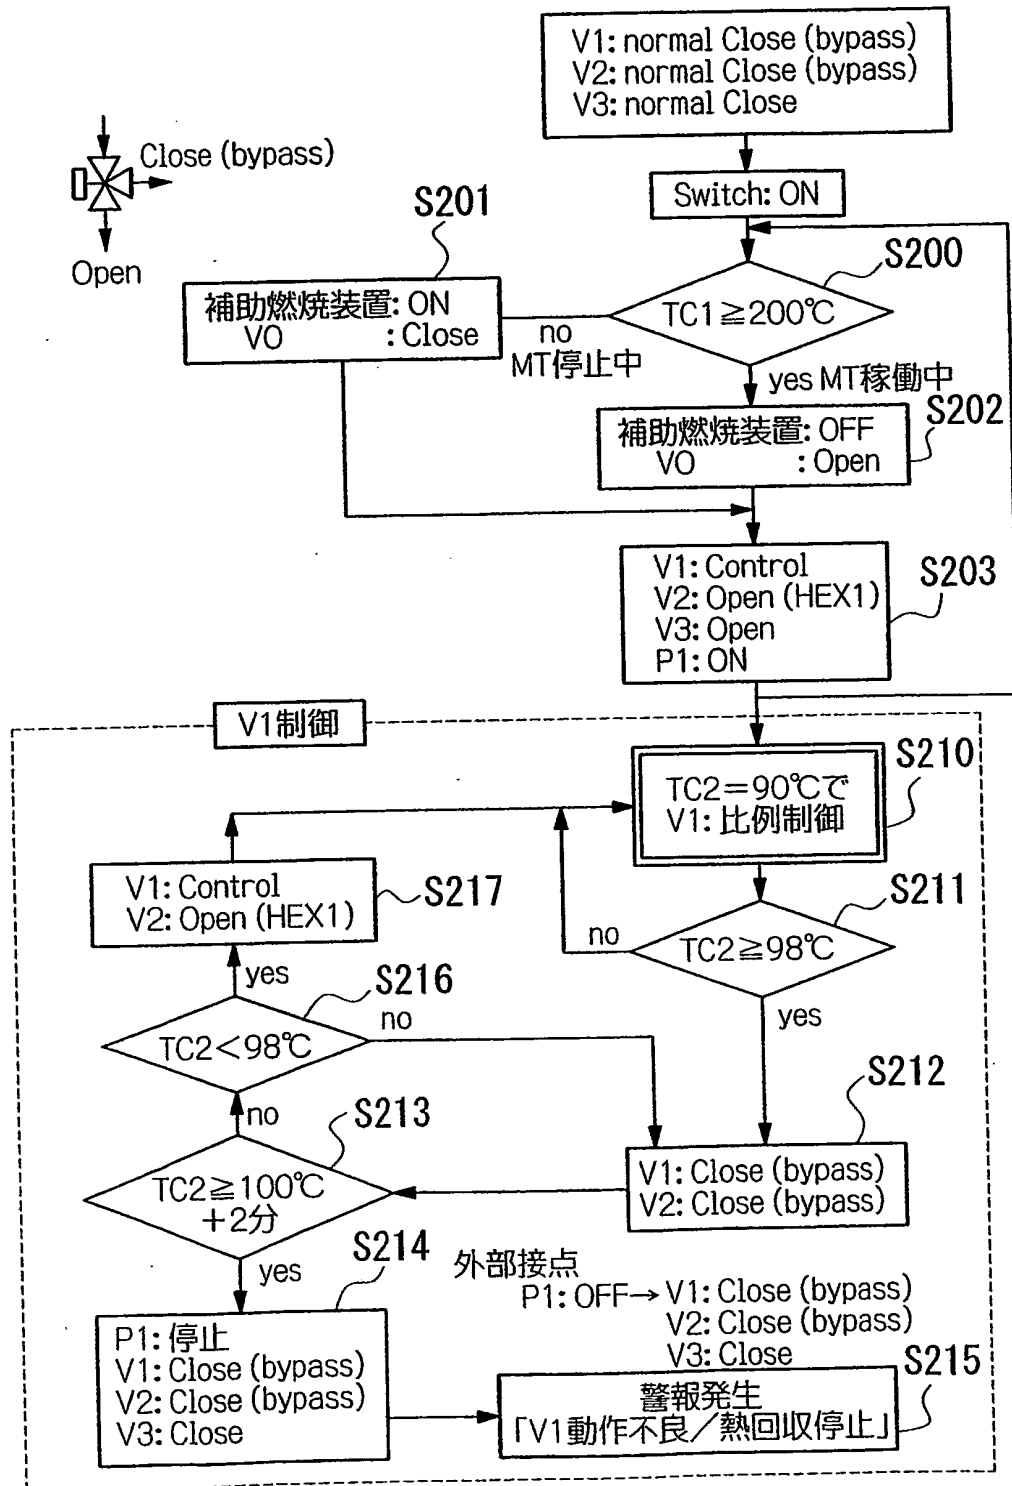 V1: normal Close (bypass)
V2: normal Close (bypass)
V3: normal Close
Close (bypass)
Open
Switch: ON
S201
S200
補助燃焼装置: ON
VO : Close
TC1≧200℃
no
MT停止中
yes MT稼働中
S202
補助燃焼装置: OFF
VO : Open
S203
V1: Control
V2: Open (HEX1)
V3: Open
P1: ON
V1制御
S210
TC2=90℃で
V1: 比例制御
S217
V1: Control
V2: Open (HEX1)
S211
no
TC2≧98℃
yes
S216
yes
no
TC2<98℃
yes
S212
no
S213
V1: Close (bypass)
V2: Close (bypass)
TC2≧100℃
+2分
S214
yes
外部接点
P1: OFF→ V1: Close (bypass)
V2: Close (bypass)
V3: Close
P1: 停止
V1: Close (bypass)
V2: Close (bypass)
V3: Close
S215
警報発生
「V1動作不良/熱回収停止」